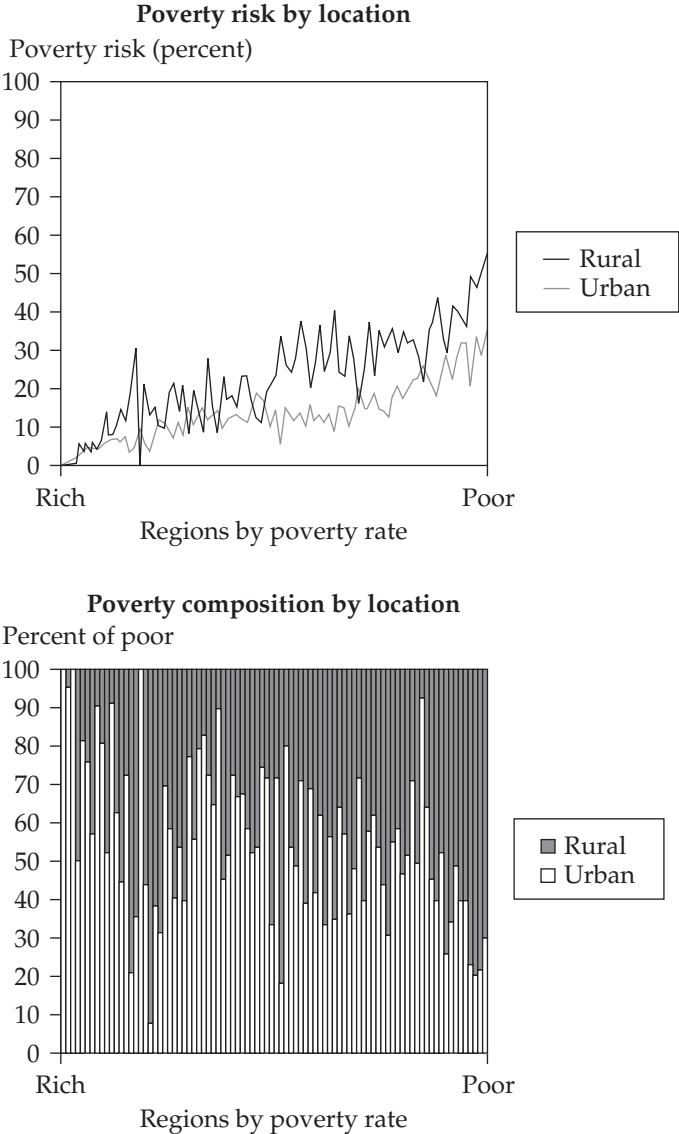 Poverty risk by location
Poverty risk (percent)
100
90
80
70
60
50
40
30
20
10
0
Rural
Urban
Rich
Poor
Regions by poverty rate
Poverty composition by location
Percent of poor
100
90
80
70
60
50
40
30
20
10
0
Rural
Urban
Rich
Poor
Regions by poverty rate